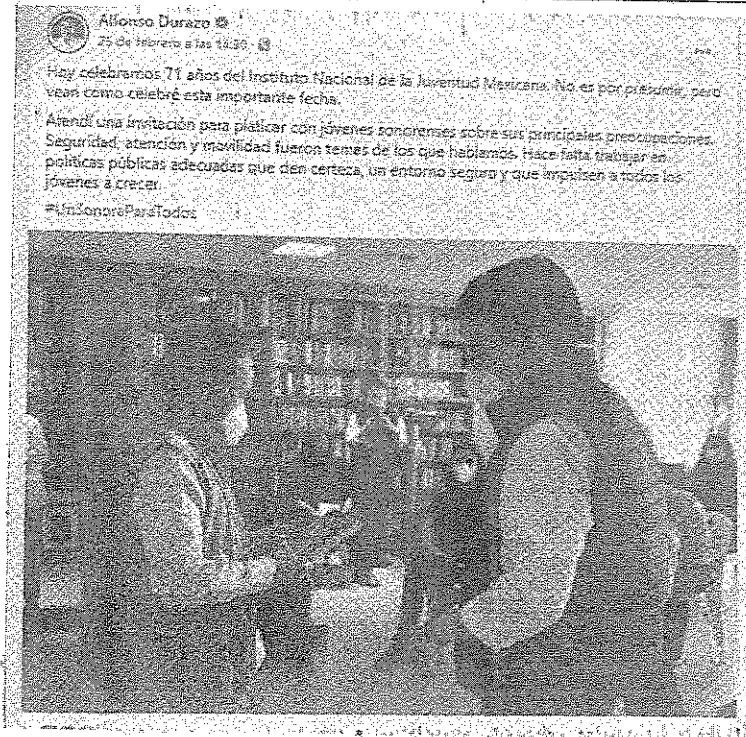 Alfonso Durazo
25 de febrero a las 13:30
Hoy celebramos 71 años del Instituto Nacional de la Juventud Mexicana. No es por presumir, pero
vean como celebré esta importante fecha.
Atendí una invitación para platicar con jóvenes sonorenses sobre sus principales preocupaciones.
Seguridad, atención y movilidad fueron temas de los que hablamos. Hace falta trabajar en
políticas públicas adecuadas que den certeza, un entorno seguro y que impulsen a todos los
jóvenes a crecer.
#UnSonoraParaTodos